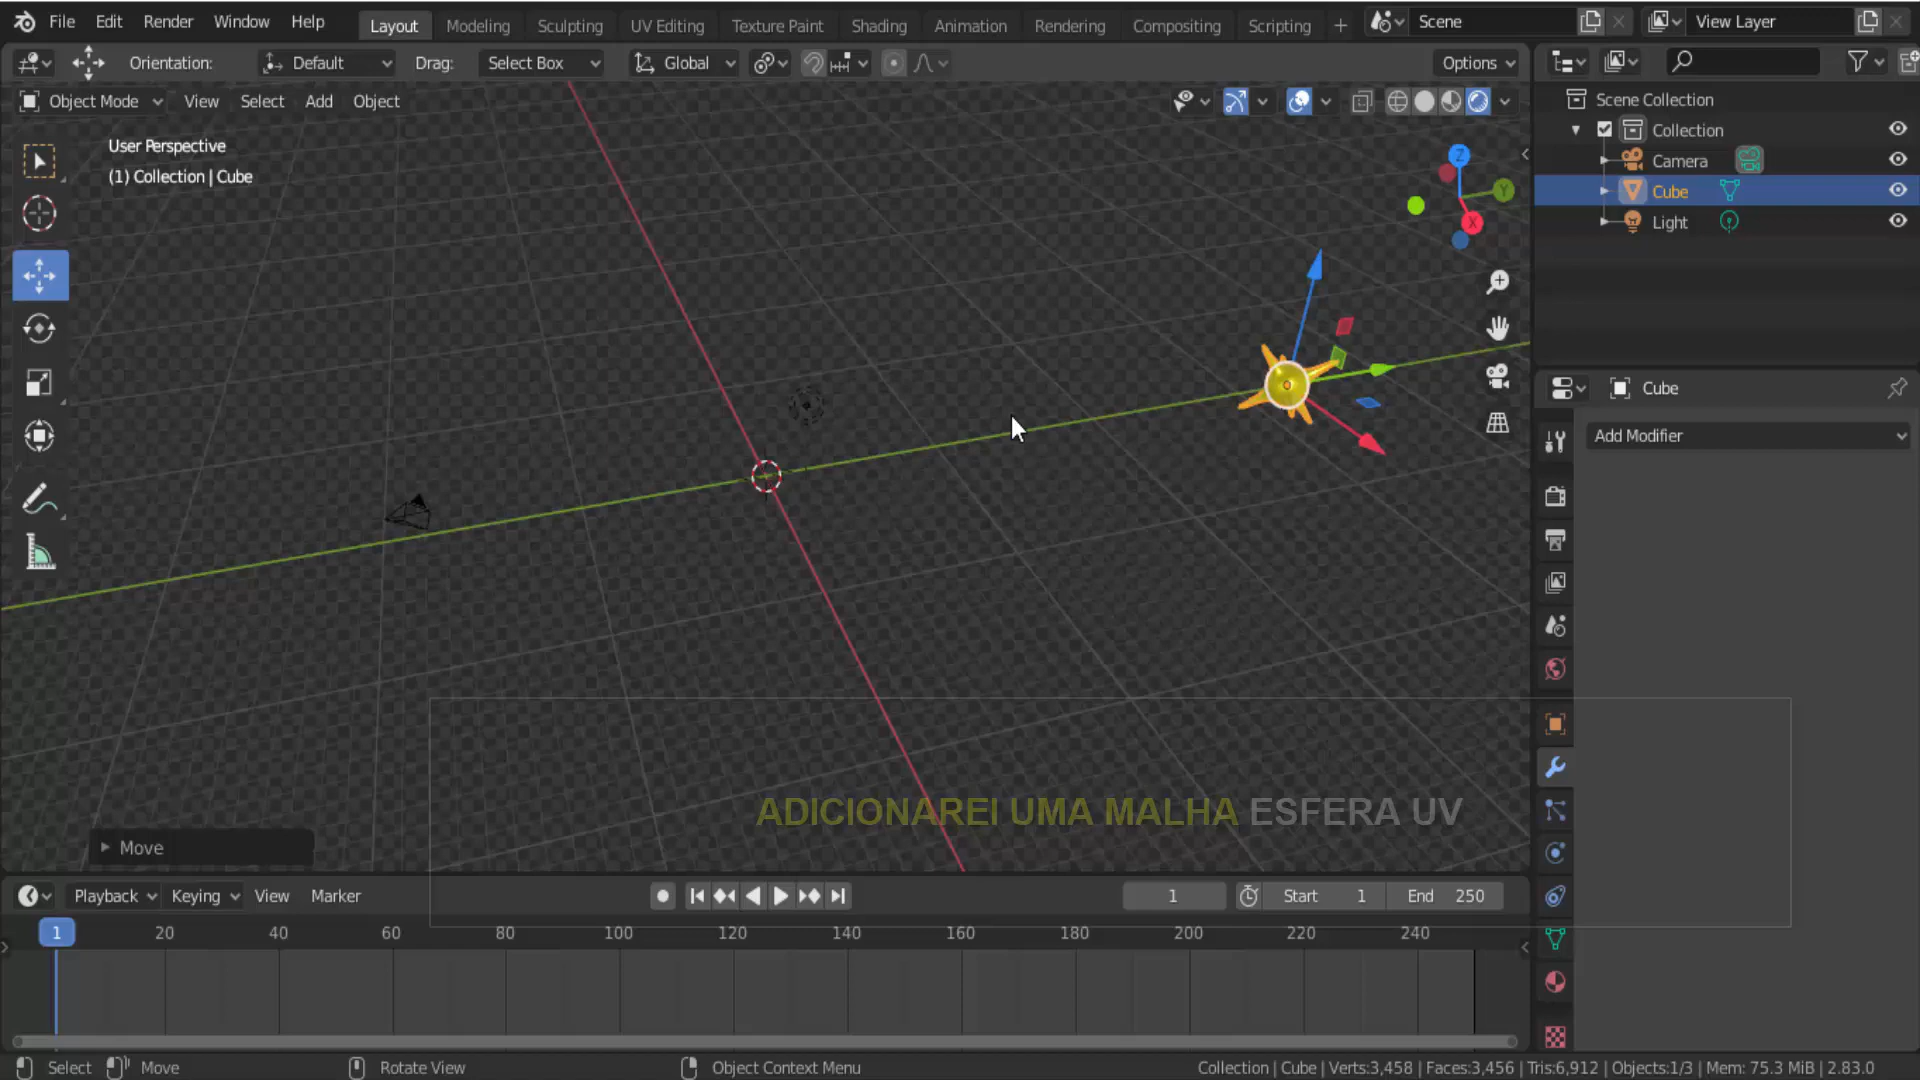 File Edit Render Window Help Layout Modeling Sculpting UV Editing Texture Paint Shading Animation Rendering Compositing Scripting + Scene View Layer
Orientation: Default Drag: Select Box Global Options
Object Mode View Select Add Object
User Perspective
(1) Collection | Cube
Z
Y
X
Scene Collection
Collection
Camera
Cube
Light
Cube
Add Modifier
ADICIONAREI UMA MALHA ESFERA UV
Move
Playback Keying View Marker 1 Start 1 End 250
1 20 40 60 80 100 120 140 160 180 200 220 240
Select Move Rotate View Object Context Menu Collection | Cube | Verts:3,458 | Faces:3,456 | Tris:6,912 | Objects:1/3 | Mem: 75.3 MiB | 2.83.0